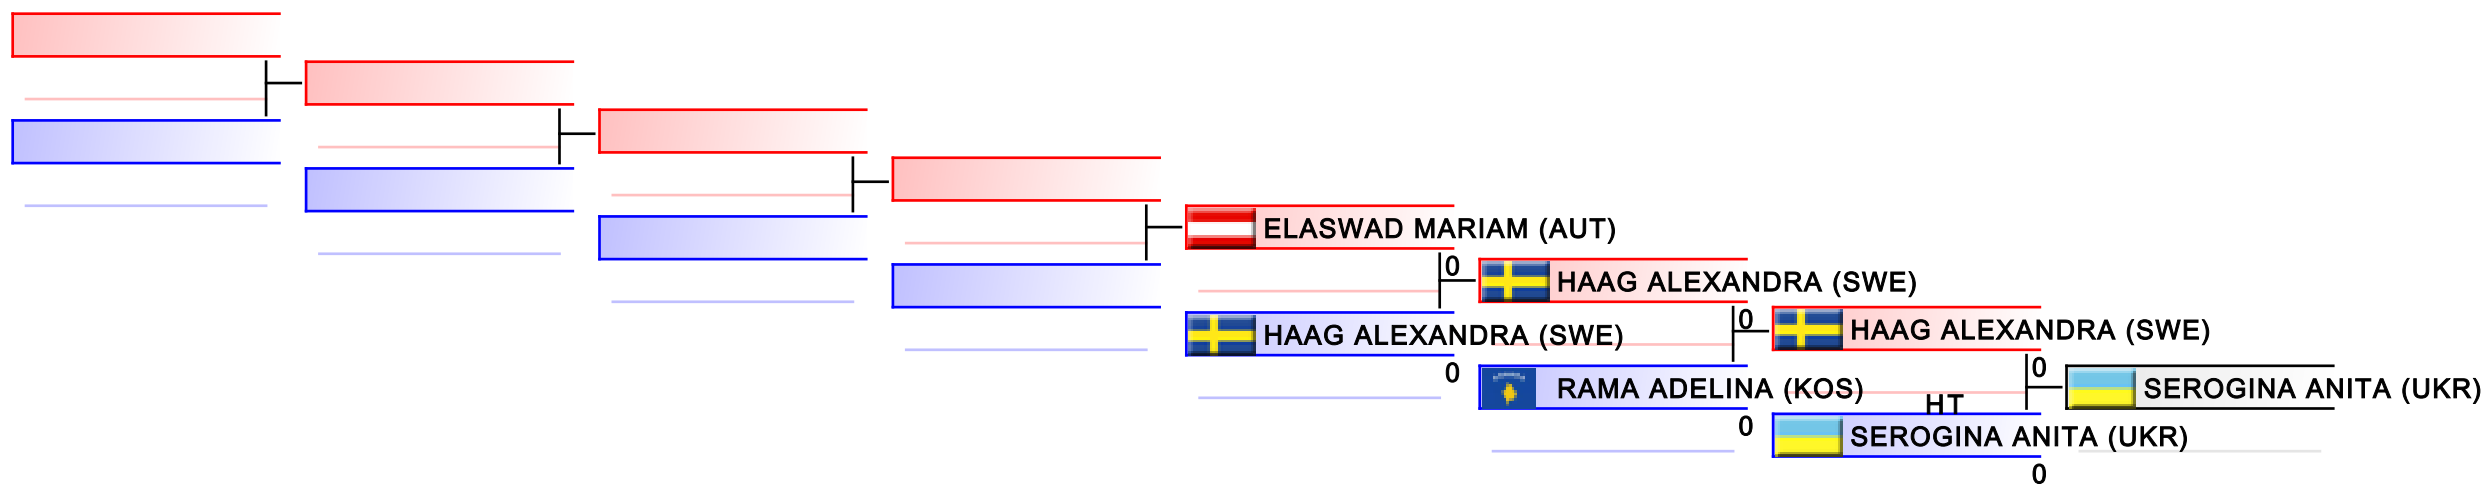 ELASWAD MARIAM (AUT)
0
HAAG ALEXANDRA (SWE)
HAAG ALEXANDRA (SWE)
0
0
HAAG ALEXANDRA (SWE)
RAMA ADELINA (KOS)
0
HT
0
SEROGINA ANITA (UKR)
SEROGINA ANITA (UKR)
0